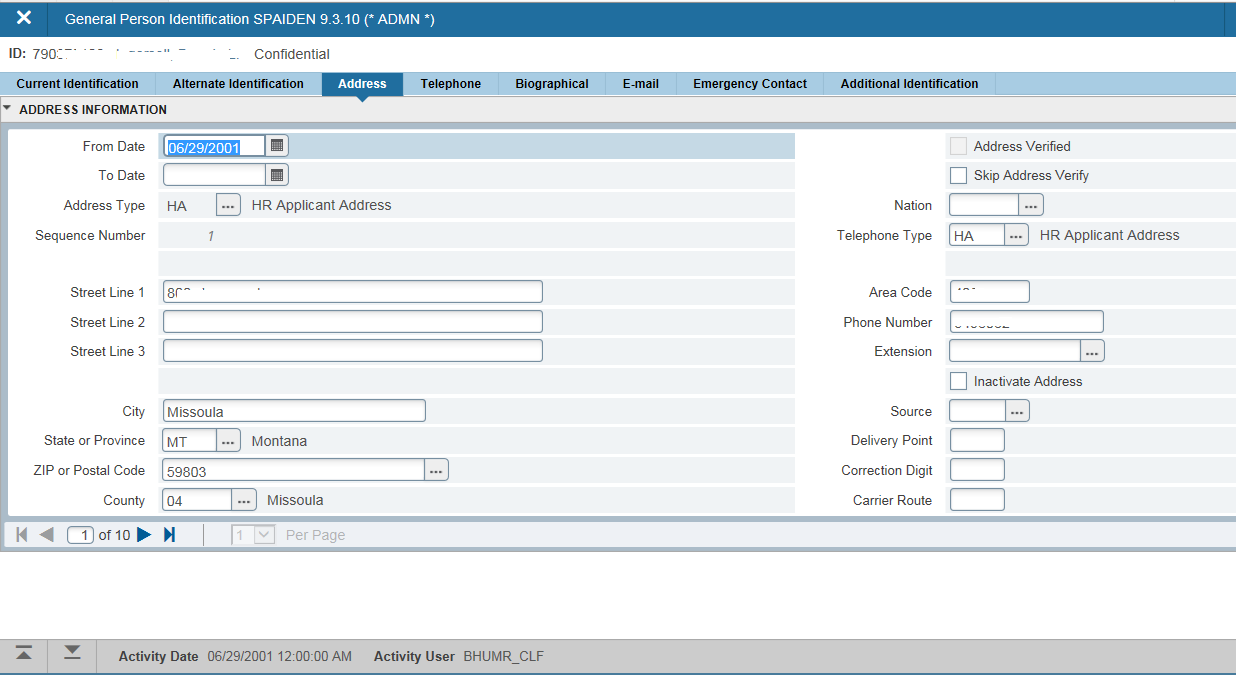 General Person Identification SPAIDEN 9.3.10 (* ADMN *)
ID: Confidential
Current Identification Alternate Identification Address Telephone Biographical E-mail Emergency Contact Additional Identification
ADDRESS INFORMATION
From Date 06/29/2001 Address Verified
To Date Skip Address Verify
Address Type HA ... HR Applicant Address Nation ...
Sequence Number 1 Telephone Type HA ... HR Applicant Address
Street Line 1 Area Code
Street Line 2 Phone Number
Street Line 3 Extension ...
Inactivate Address
City Missoula Source ...
State or Province MT ... Montana Delivery Point
ZIP or Postal Code 59803 ... Correction Digit
County 04 ... Missoula Carrier Route
1 of 10 1 Per Page
Activity Date 06/29/2001 12:00:00 AM Activity User BHUMR_CLF